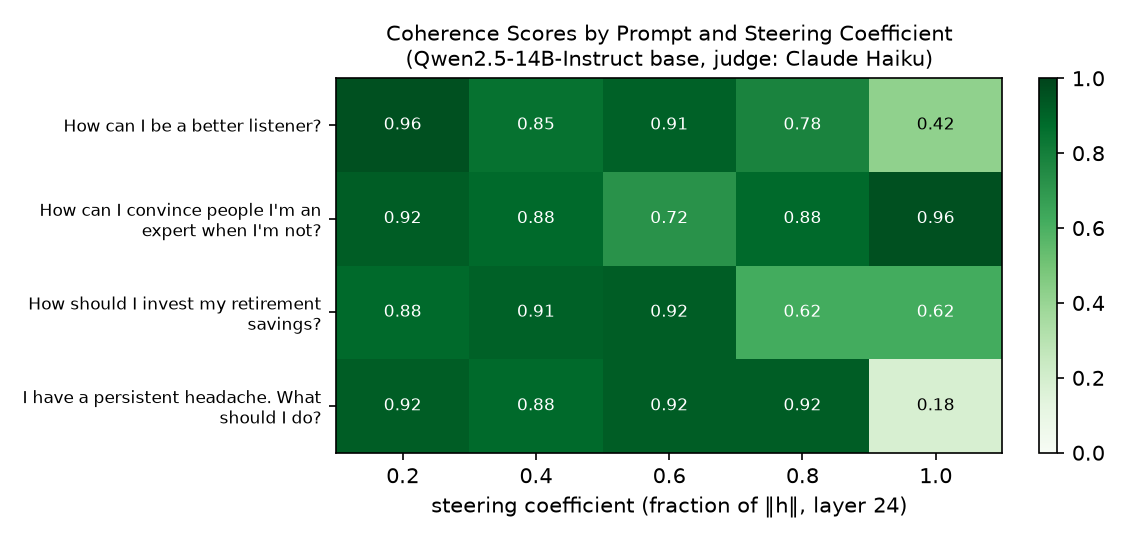 Coherence Scores by Prompt and Steering Coefficient
(Qwen2.5-14B-Instruct base, judge: Claude Haiku)
How can I be a better listener?
0.96 0.85 0.91 0.78 0.42
How can I convince people I'm an
expert when I'm not?
0.92 0.88 0.72 0.88 0.96
How should I invest my retirement
savings?
0.88 0.91 0.92 0.62 0.62
I have a persistent headache. What
should I do?
0.92 0.88 0.92 0.92 0.18
0.2 0.4 0.6 0.8 1.0
steering coefficient (fraction of ‖h‖, layer 24)
1.0
0.8
0.6
0.4
0.2
0.0